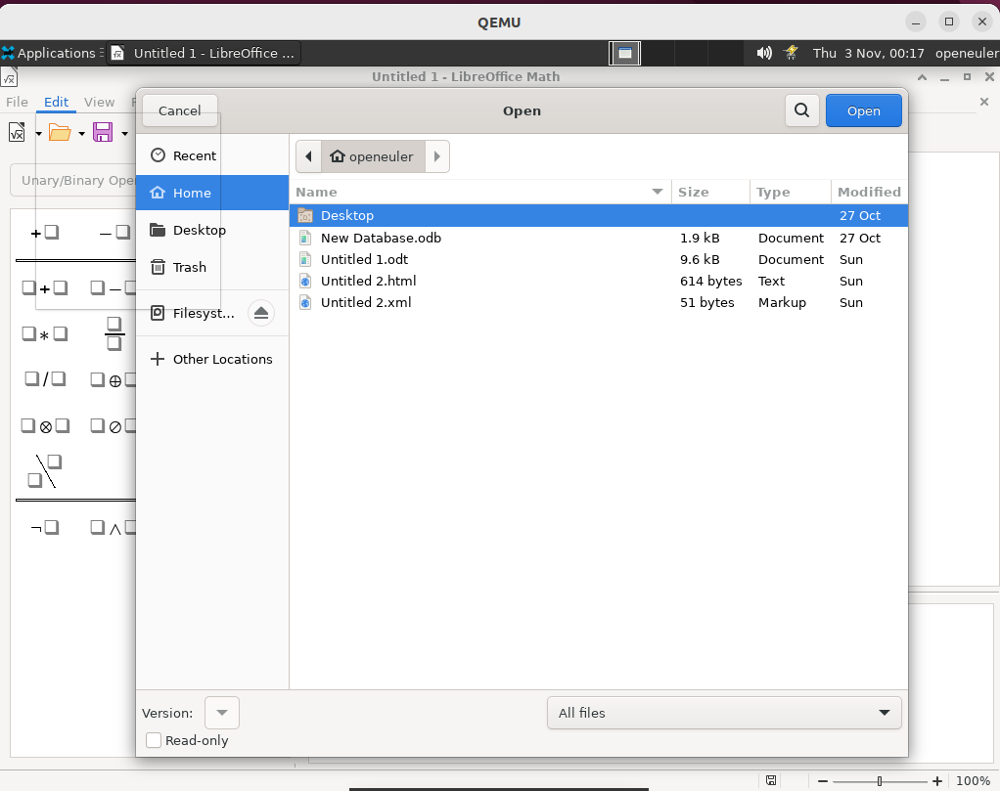 QEMU
Applications Untitled 1 - LibreOffice ... Thu 3 Nov, 00:17 openeuler
Untitled 1 - LibreOffice Math
File Edit View
Cancel Open Open
Unary/Binary Ope
Recent
Home
Desktop
Trash
Filesyst...
Other Locations
openeuler
Name Size Type Modified
Desktop 27 Oct
New Database.odb 1.9 kB Document 27 Oct
Untitled 1.odt 9.6 kB Document Sun
Untitled 2.html 614 bytes Text Sun
Untitled 2.xml 51 bytes Markup Sun
Version: All files
Read-only
100%